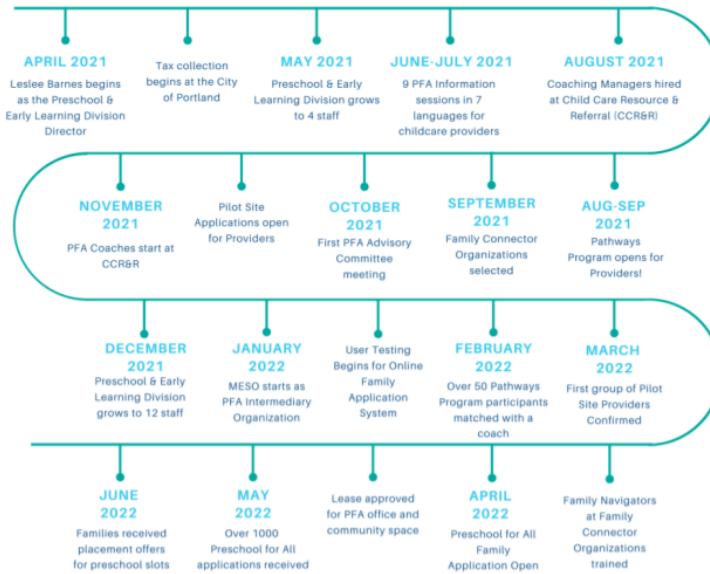 APRIL 2021
Leslee Barnes begins
as the Preschool &
Early Learning Division
Director
Tax collection
begins at the City
of Portland
MAY 2021
Preschool & Early
Learning Division grows
to 4 staff
JUNE-JULY 2021
9 PFA Information
sessions in 7
languages for
childcare providers
AUGUST 2021
Coaching Managers hired
at Child Care Resource &
Referral (CCR&R)
AUG-SEP
2021
Pathways
Program opens for
Providers!
SEPTEMBER
2021
Family Connector
Organizations
selected
OCTOBER
2021
First PFA Advisory
Committee
meeting
Pilot Site
Applications open
for Providers
NOVEMBER
2021
PFA Coaches start at
CCR&R
DECEMBER
2021
Preschool & Early
Learning Division
grows to 12 staff
JANUARY
2022
MESO starts as
PFA Intermediary
Organization
User Testing
Begins for Online
Family
Application
System
FEBRUARY
2022
Over 50 Pathways
Program participants
matched with a
coach
MARCH
2022
First group of Pilot
Site Providers
Confirmed
Family Navigators
at Family
Connector
Organizations
trained
APRIL
2022
Preschool for All
Family
Application Open
Lease approved
for PFA office and
community space
MAY
2022
Over 1000
Preschool for All
applications received
JUNE
2022
Families received
placement offers
for preschool slots